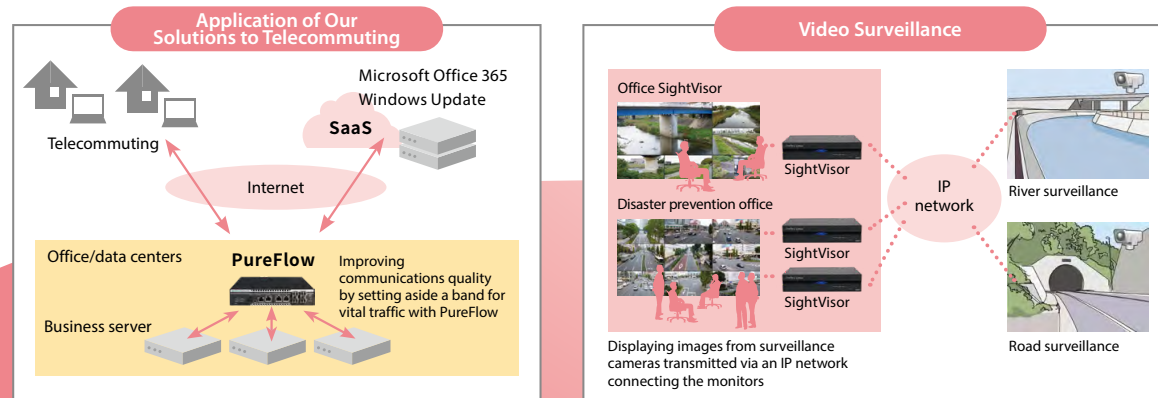 Application of Our
Solutions to Telecommuting
Microsoft Office 365
Windows Update
SaaS
Telecommuting
Internet
Office/data centers
PureFlow
Improving
communications quality
by setting aside a band for
vital traffic with PureFlow
Business server
Video Surveillance
Office SightVisor
SightVisor
Disaster prevention office
SightVisor
SightVisor
IP
network
River surveillance
Road surveillance
Displaying images from surveillance
cameras transmitted via an IP network
connecting the monitors